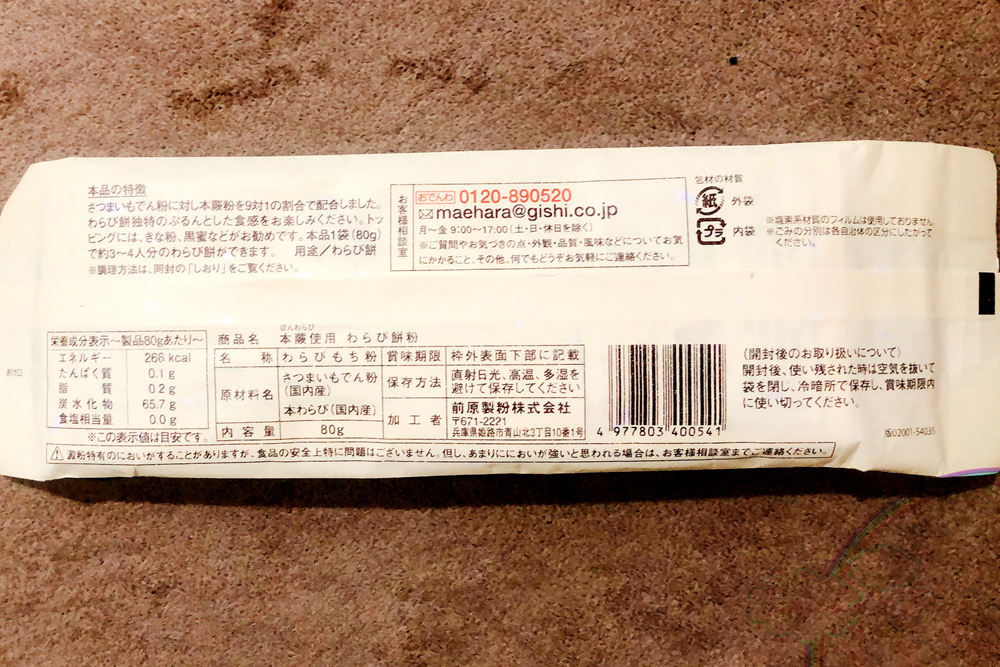 本品の特徴
さつまいもでん粉に対し本蕨粉を9対1の割合で配合しました。
わらび餅独特のぷるんとした食感をお楽しみください。トッ
ピングには、きな粉、黒蜜などがお勧めです。本品1袋(80g)
で約3〜4人分のわらび餅ができます。 用途/わらび餅
※調理方法は、同封の「しおり」をご覧ください。
お客様相談室
おでんわ 0120-890520
maehara@gishi.co.jp
月〜金 9:00〜17:00(土・日・休日を除く)
※ご質問やお気づきの点・外観・品質・風味などについてお気
にかかること、その他、何でもどうぞお気軽にご連絡ください。
包材の材質
紙 外袋
プラ 内袋
※塩素系材質のフィルムは使用しておりません。
※ごみの分別は各自治体の区分にしたがって
ください。
栄養成分表示〜製品80gあたり〜
エネルギー 266 kcal
たんぱく質 0.1 g
脂質 0.2 g
炭水化物 65.7 g
食塩相当量 0.0 g
※この表示値は目安です。
ほんわらび
商品名 本蕨使用 わらび餅粉
名称 わらびもち粉
原材料名 さつまいもでん粉
(国内産)
本わらび(国内産)
内容量 80g
賞味期限 枠外表面下部に記載
保存方法 直射日光、高温、多湿を
避けて保存してください
加工者 前原製粉株式会社
〒671-2221
兵庫県姫路市青山北3丁目10番1号
4 977803 400541
(開封後のお取り扱いについて)
開封後、使い残された時は空気を抜いて
袋を閉じ、冷暗所で保存し、賞味期限内
に使い切ってください。
版02001-54035
澱粉特有のにおいがすることがありますが、食品の安全上特に問題はございません。但し、あまりににおいが強いと思われる場合は、お客様相談室までご連絡ください。